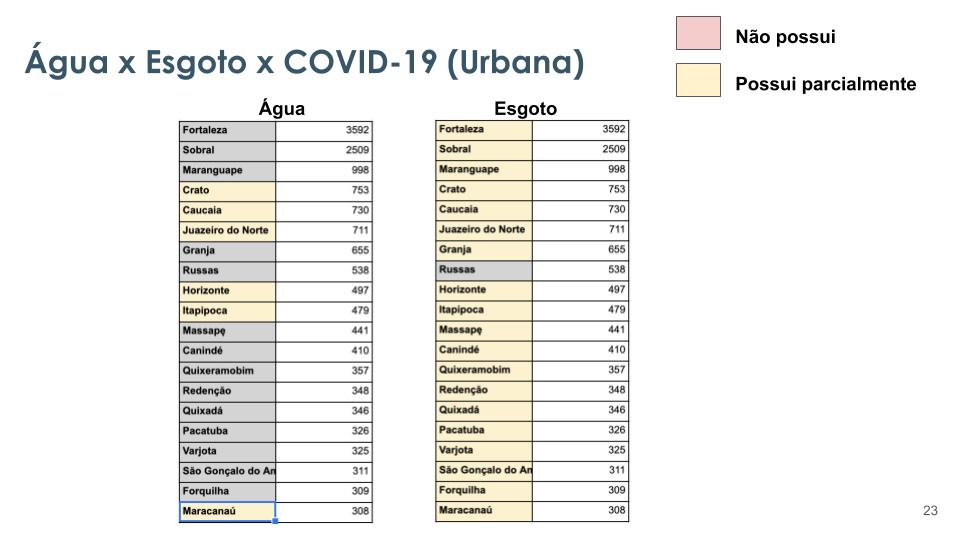 Não possui
Água x Esgoto x COVID-19 (Urbana)
Possui parcialmente
Água
Fortaleza 3592
Sobral 2509
Maranguape 998
Crato 753
Caucaia 730
Juazeiro do Norte 711
Granja 655
Russas 538
Horizonte 497
Itapipoca 479
Massapę 441
Canindé 410
Quixeramobim 357
Redenção 348
Quixadá 346
Pacatuba 326
Varjota 325
São Gonçalo do An 311
Forquilha 309
Maracanaú 308
Esgoto
Fortaleza 3592
Sobral 2509
Maranguape 998
Crato 753
Caucaia 730
Juazeiro do Norte 711
Granja 655
Russas 538
Horizonte 497
Itapipoca 479
Massapę 441
Canindé 410
Quixeramobim 357
Redenção 348
Quixadá 346
Pacatuba 326
Varjota 325
São Gonçalo do An 311
Forquilha 309
Maracanaú 308
23